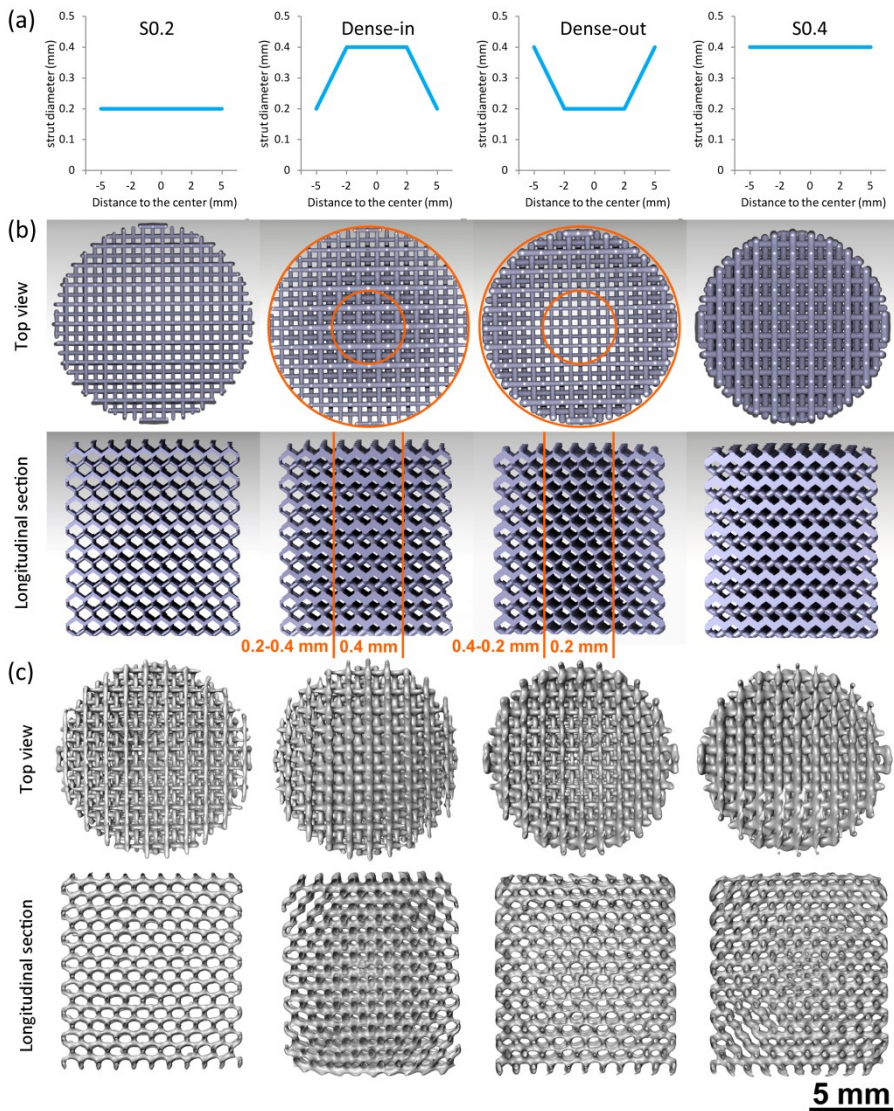 (a)
S0.2
Dense-in
Dense-out
S0.4
strut diameter (mm)
0.5
0.4
0.3
0.2
0.1
0
-5 -2 0 2 5
Distance to the center (mm)
strut diameter (mm)
0.5
0.4
0.3
0.2
0.1
0
-5 -2 0 2 5
Distance to the center (mm)
strut diameter (mm)
0.5
0.4
0.3
0.2
0.1
0
-5 -2 0 2 5
Distance to the center (mm)
strut diameter (mm)
0.5
0.4
0.3
0.2
0.1
0
-5 -2 0 2 5
Distance to the center (mm)
(b)
Top view
Longitudinal section
0.2-0.4 mm 0.4 mm 0.4-0.2 mm 0.2 mm
(c)
Top view
Longitudinal section
5 mm